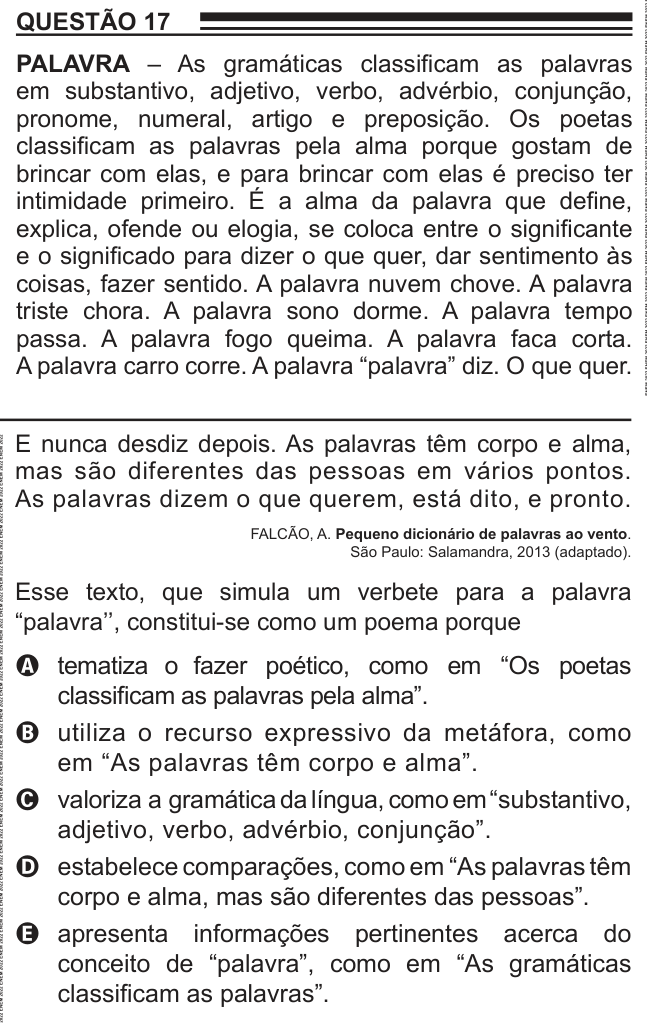 QUESTÃO 17
PALAVRA – As gramáticas classificam as palavras
em substantivo, adjetivo, verbo, advérbio, conjunção,
pronome, numeral, artigo e preposição. Os poetas
classificam as palavras pela alma porque gostam de
brincar com elas, e para brincar com elas é preciso ter
intimidade primeiro. É a alma da palavra que define,
explica, ofende ou elogia, se coloca entre o significante
e o significado para dizer o que quer, dar sentimento às
coisas, fazer sentido. A palavra nuvem chove. A palavra
triste chora. A palavra sono dorme. A palavra tempo
passa. A palavra fogo queima. A palavra faca corta.
A palavra carro corre. A palavra “palavra” diz. O que quer.
E nunca desdiz depois. As palavras têm corpo e alma,
mas são diferentes das pessoas em vários pontos.
As palavras dizem o que querem, está dito, e pronto.
FALCÃO, A. Pequeno dicionário de palavras ao vento.
São Paulo: Salamandra, 2013 (adaptado).
Esse texto, que simula um verbete para a palavra
“palavra’’, constitui-se como um poema porque
A tematiza o fazer poético, como em “Os poetas
classificam as palavras pela alma”.
B utiliza o recurso expressivo da metáfora, como
em “As palavras têm corpo e alma”.
C valoriza a gramática da língua, como em “substantivo,
adjetivo, verbo, advérbio, conjunção”.
D estabelece comparações, como em “As palavras têm
corpo e alma, mas são diferentes das pessoas”.
E apresenta informações pertinentes acerca do
conceito de “palavra”, como em “As gramáticas
classificam as palavras”.